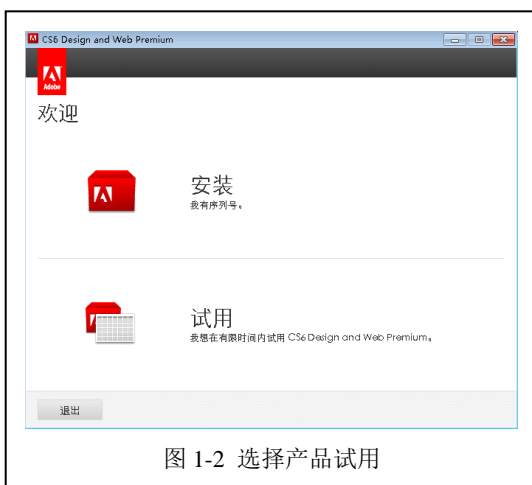 CS6 Design and Web Premium
Adobe
欢迎
安装
我有序列号。
试用
我想在有限时间内试用 CS6 Design and Web Premium。
退出
图 1-2 选择产品试用